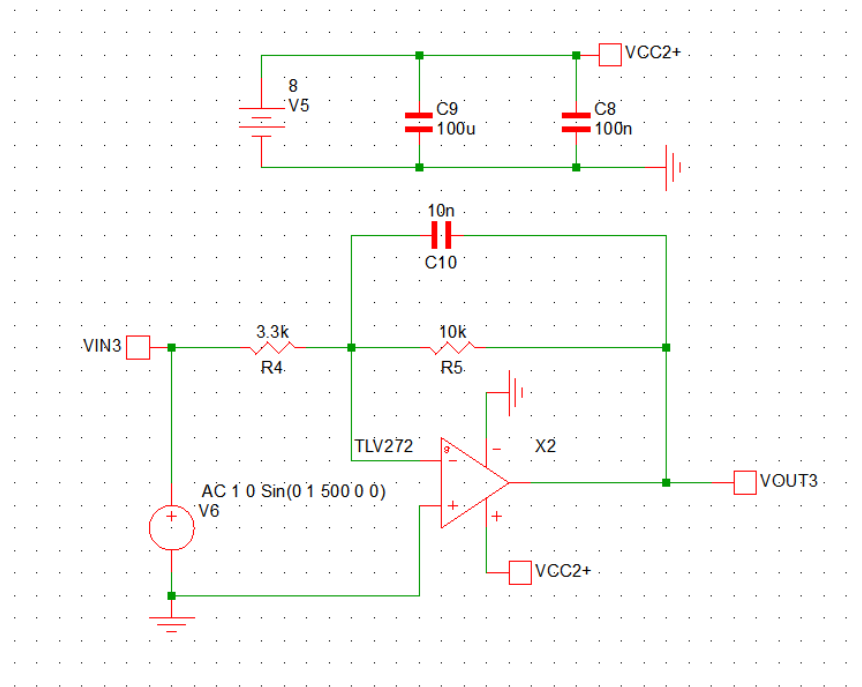 VCC2+
8
V5
C9
100u
C8
100n
10n
C10
VIN3
3.3k
R4
10k
R5
TLV272
X2
-
-
+
+
VOUT3
AC 1 0 Sin(0 1 500 0 0)
V6
+
VCC2+